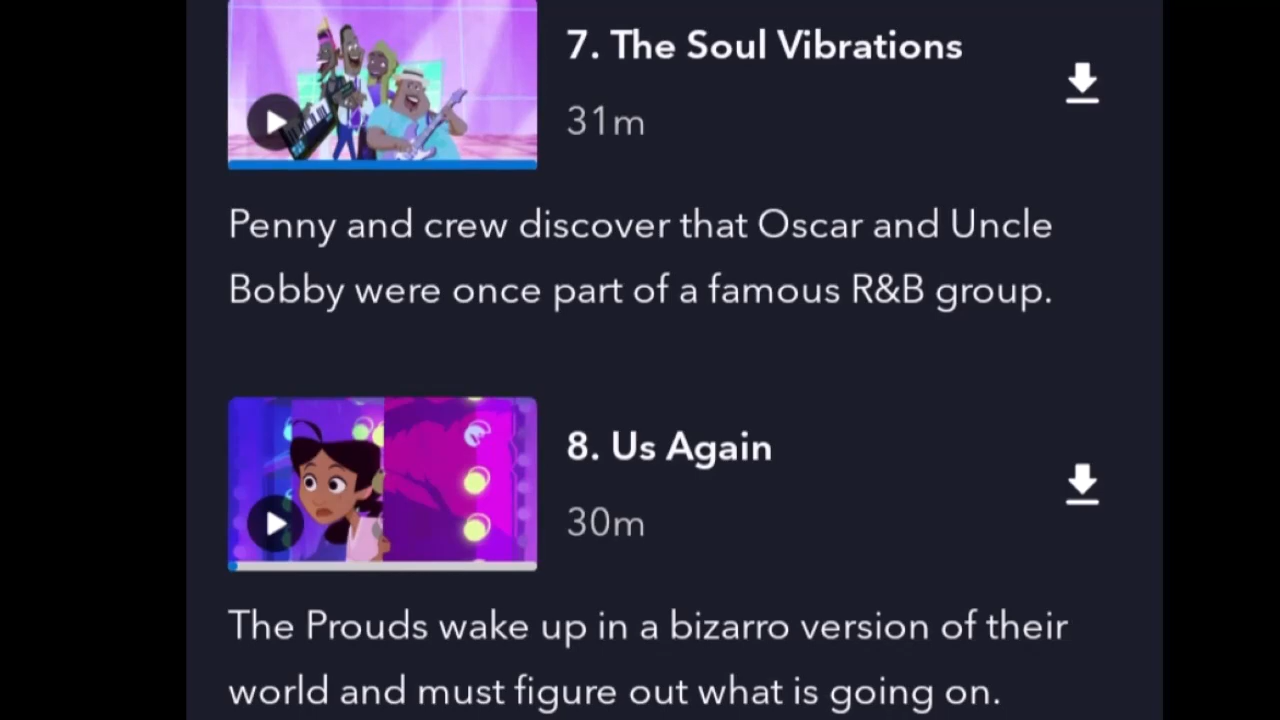 7. The Soul Vibrations
31m
Penny and crew discover that Oscar and Uncle
Bobby were once part of a famous R&B group.
8. Us Again
30m
The Prouds wake up in a bizarro version of their
world and must figure out what is going on.